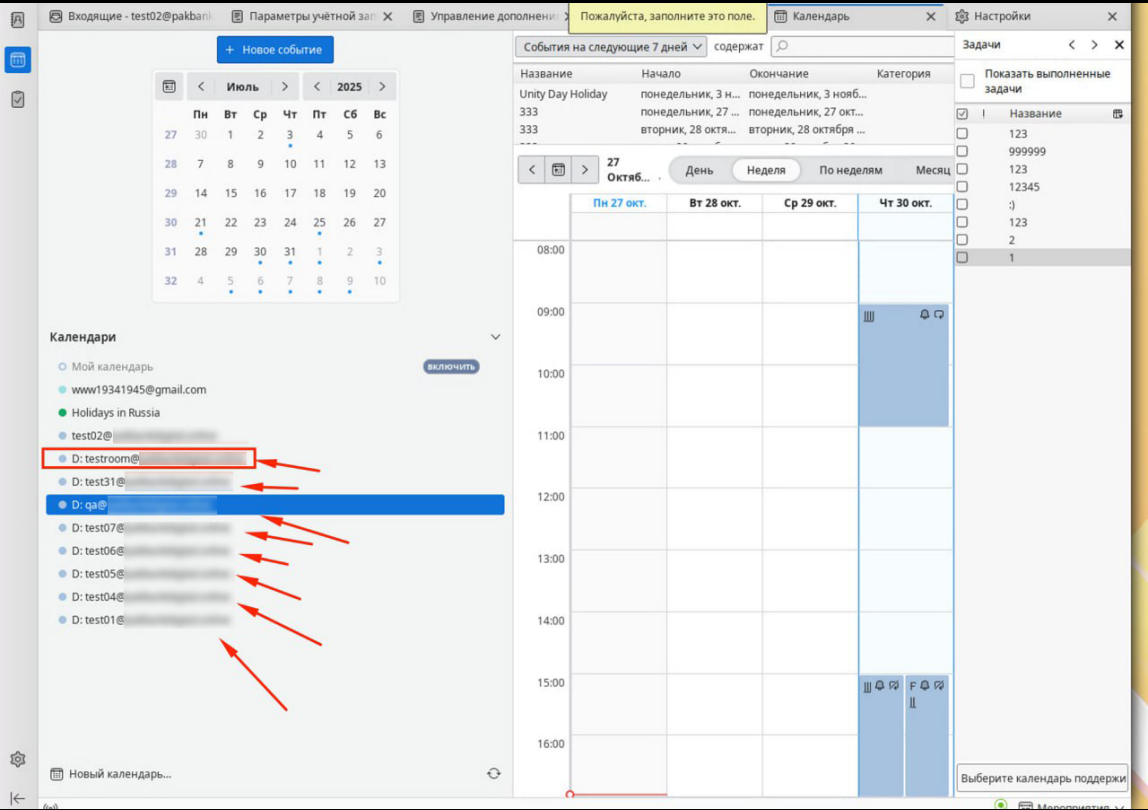 Входящие - test02@pakbank
Параметры учётной зап
Управление дополнени
Пожалуйста, заполните это поле.
Календарь
Настройки
+ Новое событие
Июль
2025
Пн Вт Ср Чт Пт Сб Вс
27 30 1 2 3 4 5 6
28 7 8 9 10 11 12 13
29 14 15 16 17 18 19 20
30 21 22 23 24 25 26 27
31 28 29 30 31 1 2 3
32 4 5 6 7 8 9 10
Календари
Мой календарь
ВКЛЮЧИТЬ
www19341945@gmail.com
Holidays in Russia
test02@
D: testroom@
D: test31@
D: qa@
D: test07@
D: test06@
D: test05@
D: test04@
D: test01@
Новый календарь...
События на следующие 7 дней
содержат
Название Начало Окончание Категория
Unity Day Holiday понедельник, 3 н... понедельник, 3 нояб...
333 понедельник, 27 ... понедельник, 27 окт...
333 вторник, 28 октя... вторник, 28 октября ...
27
Октяб...
День
Неделя
По неделям
Месяц
Пн 27 окт.
Вт 28 окт.
Ср 29 окт.
Чт 30 окт.
08:00
09:00
10:00
11:00
12:00
13:00
14:00
15:00
16:00
F
Задачи
Показать выполненные
задачи
! Название
123
999999
123
12345
:)
123
2
1
Выберите календарь поддержи
Мероприятия